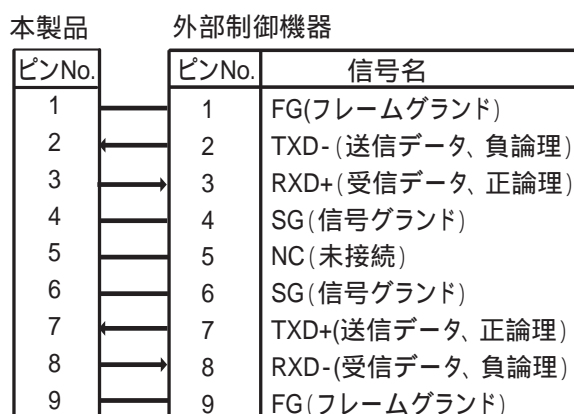 本製品 外部制御機器
ピンNo. ピンNo. 信号名
1 1 FG(フレームグランド)
2 2 TXD-(送信データ、負論理)
3 3 RXD+(受信データ、正論理)
4 4 SG(信号グランド)
5 5 NC(未接続)
6 6 SG(信号グランド)
7 7 TXD+(送信データ、正論理)
8 8 RXD-(受信データ、負論理)
9 9 FG(フレームグランド)